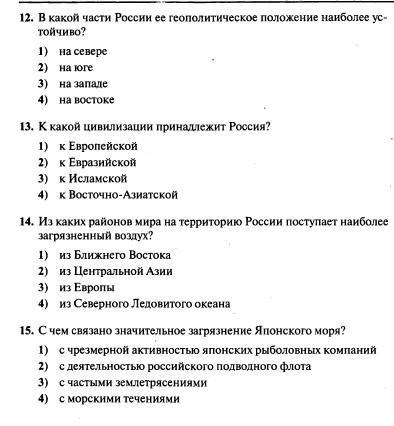 12. В какой части России ее геополитическое положение наиболее ус-
тойчиво?
1) на севере
2) на юге
3) на западе
4) на востоке
13. К какой цивилизации принадлежит Россия?
1) к Европейской
2) к Евразийской
3) к Исламской
4) к Восточно-Азиатской
14. Из каких районов мира на территорию России поступает наиболее
загрязненный воздух?
1) из Ближнего Востока
2) из Центральной Азии
3) из Европы
4) из Северного Ледовитого океана
15. С чем связано значительное загрязнение Японского моря?
1) с чрезмерной активностью японских рыболовных компаний
2) с деятельностью российского подводного флота
3) с частыми землетрясениями
4) с морскими течениями